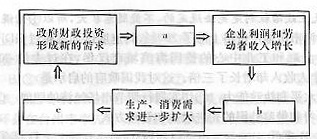 政府财政投资
形成新的需求
a
企业利润和劳
动者收入增长
c
生产、消费需
求进一步扩大
b